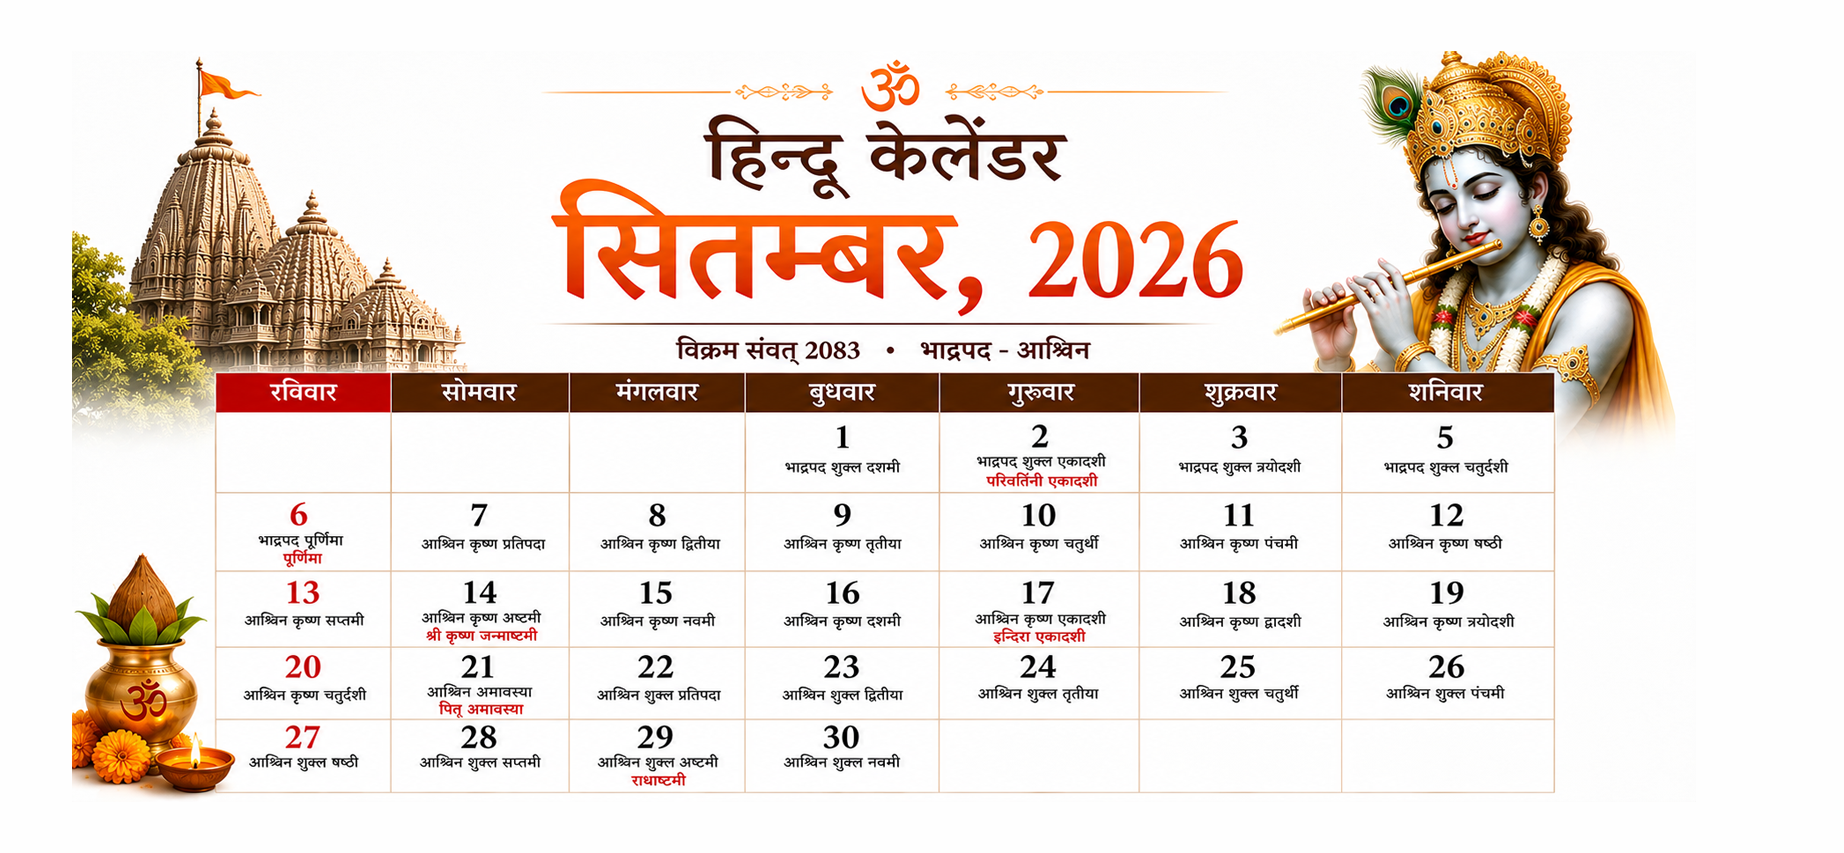 ॐ
हिन्दू केलेंडर
सितम्बर, 2026
विक्रम संवत् 2083 • भाद्रपद - आश्विन
रविवार सोमवार मंगलवार बुधवार गुरूवार शुक्रवार शनिवार
1 2 3 5
भाद्रपद शुक्ल दशमी भाद्रपद शुक्ल एकादशी भाद्रपद शुक्ल त्रयोदशी भाद्रपद शुक्ल चतुर्दशी
परिवर्तिनी एकादशी
6 7 8 9 10 11 12
भाद्रपद पूर्णिमा आश्विन कृष्ण प्रतिपदा आश्विन कृष्ण द्वितीया आश्विन कृष्ण तृतीया आश्विन कृष्ण चतुर्थी आश्विन कृष्ण पंचमी आश्विन कृष्ण षष्ठी
पूर्णिमा
13 14 15 16 17 18 19
आश्विन कृष्ण सप्तमी आश्विन कृष्ण अष्टमी आश्विन कृष्ण नवमी आश्विन कृष्ण दशमी आश्विन कृष्ण एकादशी आश्विन कृष्ण द्वादशी आश्विन कृष्ण त्रयोदशी
श्री कृष्ण जन्माष्टमी इन्दिरा एकादशी
20 21 22 23 24 25 26
आश्विन कृष्ण चतुर्दशी आश्विन अमावस्या आश्विन शुक्ल प्रतिपदा आश्विन शुक्ल द्वितीया आश्विन शुक्ल तृतीया आश्विन शुक्ल चतुर्थी आश्विन शुक्ल पंचमी
पितृ अमावस्या
27 28 29 30
आश्विन शुक्ल षष्ठी आश्विन शुक्ल सप्तमी आश्विन शुक्ल अष्टमी आश्विन शुक्ल नवमी
राधाष्टमी
ॐ